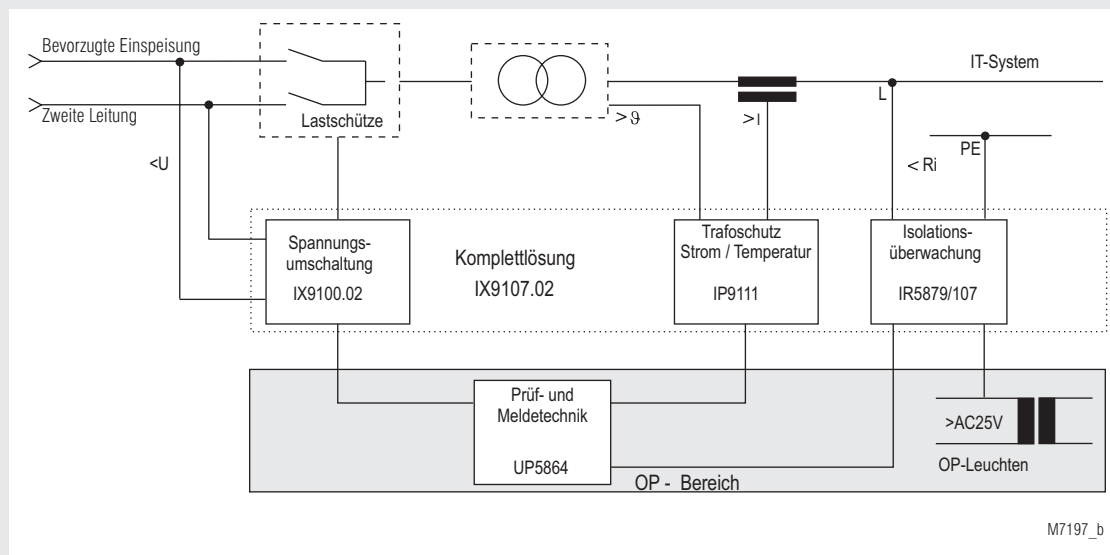 Bevorzugte Einspeisung
Zweite Leitung
Lastschütze
IT-System
> ϑ
>I
L
PE
<U
< Ri
Spannungs-
umschaltung
IX9100.02
Komplettlösung
IX9107.02
Trafoschutz
Strom / Temperatur
IP9111
Isolations-
überwachung
IR5879/107
Prüf- und
Meldetechnik
UP5864
>AC25V
OP-Leuchten
OP - Bereich
M7197_b